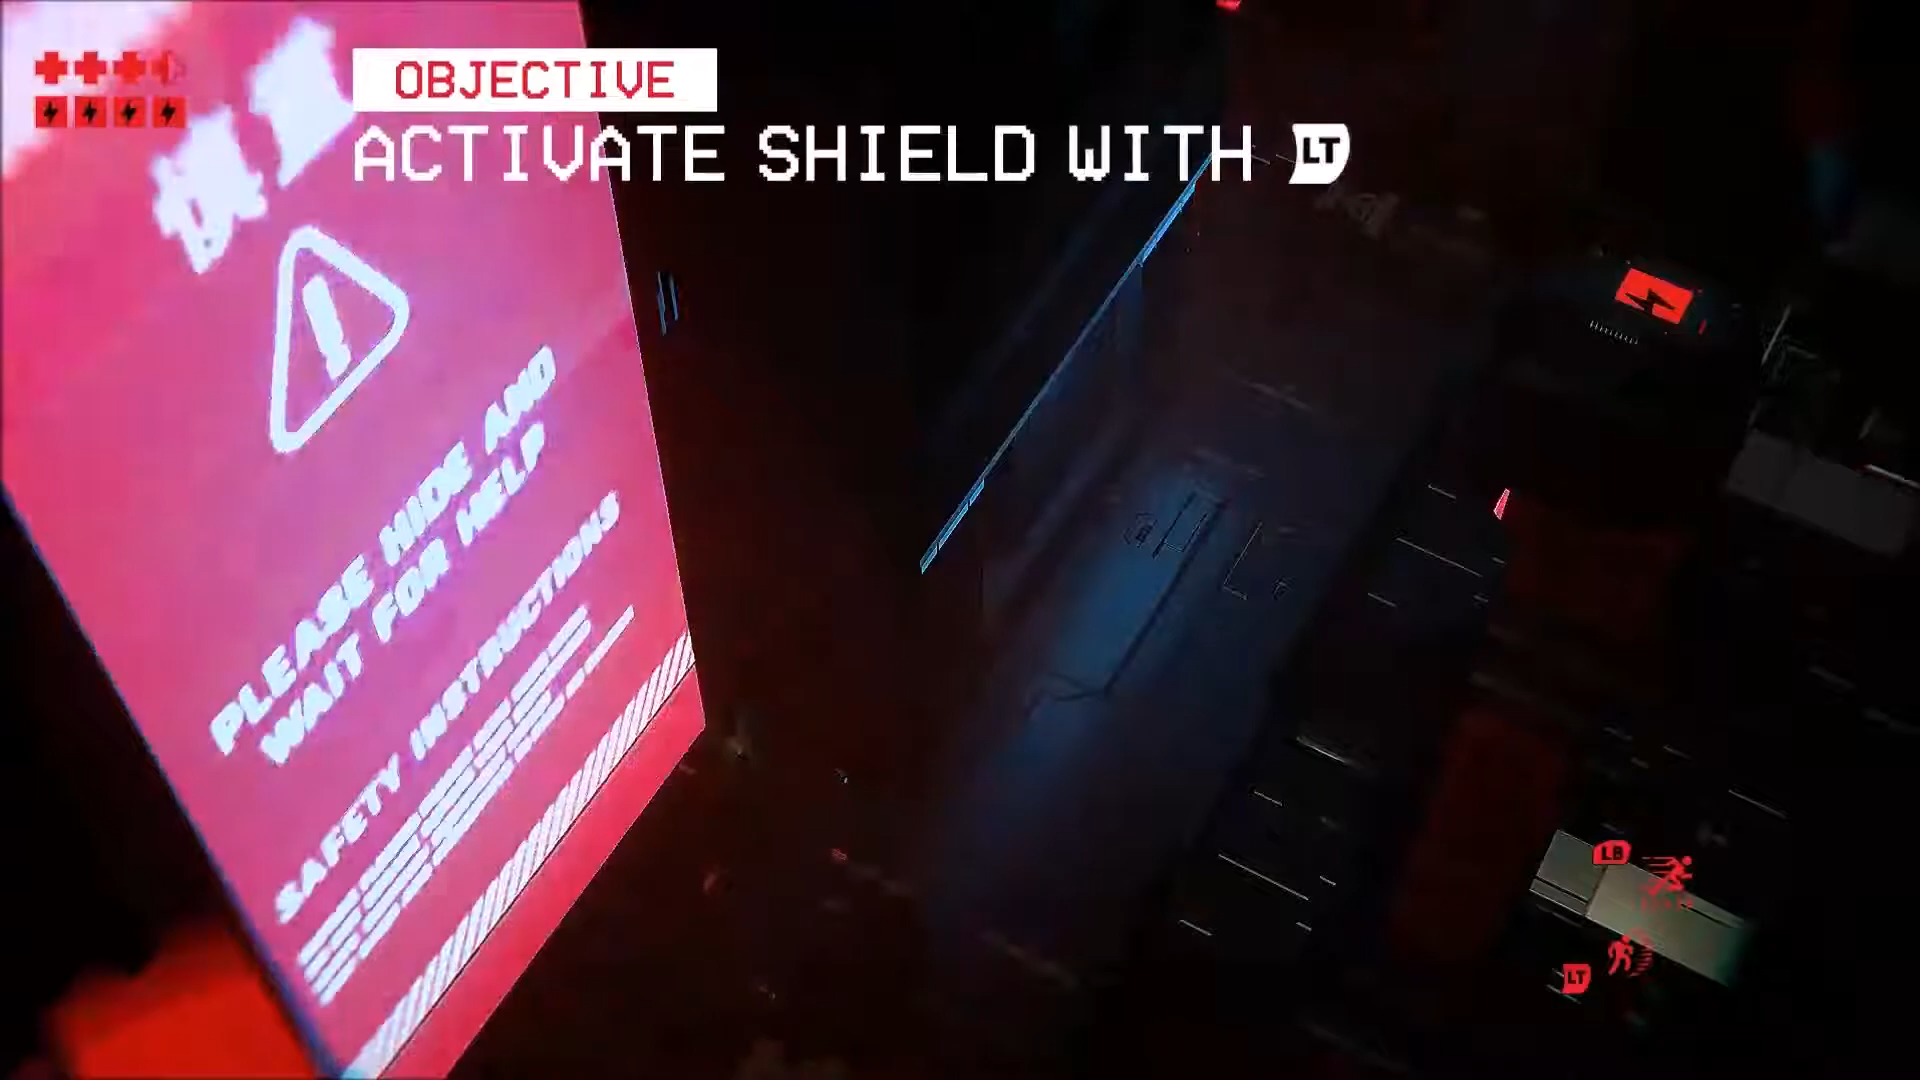 OBJECTIVE
ACTIVATE SHIELD WITH LT
PLEASE HIDE AND
WAIT FOR HELP
SAFETY INSTRUCTIONS
LB
LT